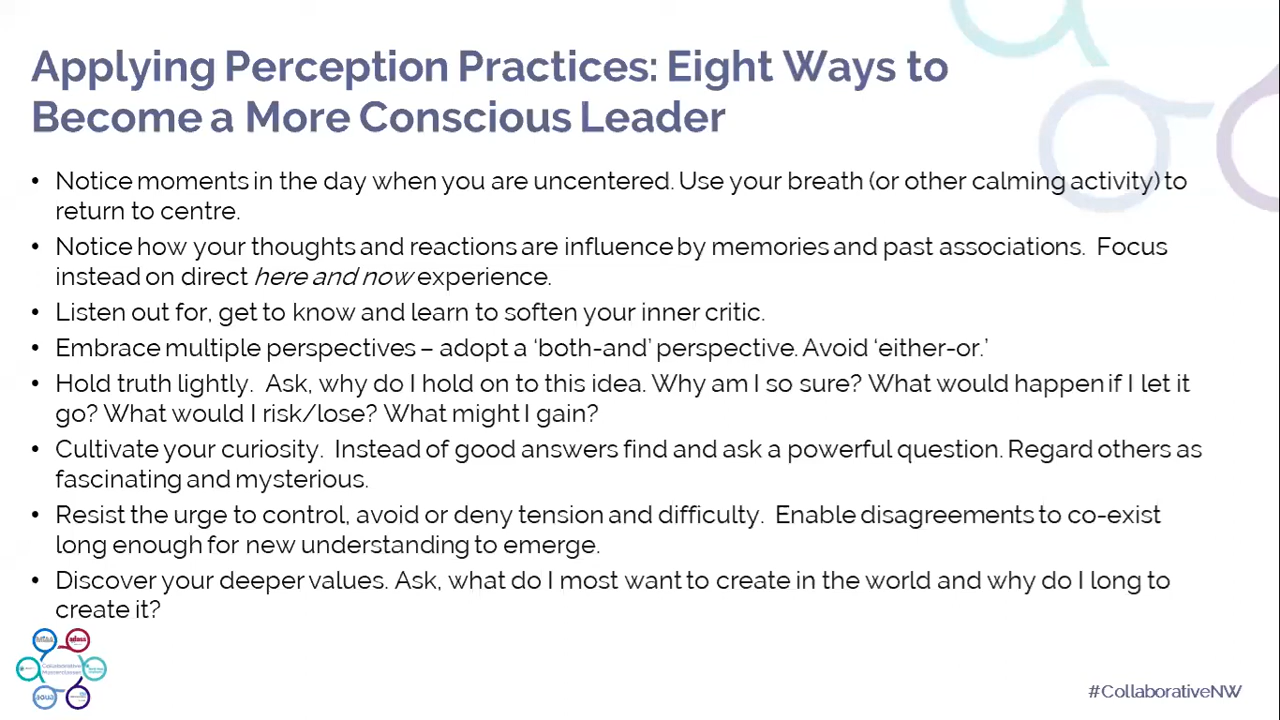 Applying Perception Practices: Eight Ways to
Become a More Conscious Leader
• Notice moments in the day when you are uncentered. Use your breath (or other calming activity) to
return to centre.
• Notice how your thoughts and reactions are influence by memories and past associations.  Focus
instead on direct here and now experience.
• Listen out for, get to know and learn to soften your inner critic.
• Embrace multiple perspectives – adopt a ‘both-and’ perspective. Avoid ‘either-or.’
• Hold truth lightly.  Ask, why do I hold on to this idea. Why am I so sure? What would happen if I let it
go? What would I risk/lose? What might I gain?
• Cultivate your curiosity.  Instead of good answers find and ask a powerful question. Regard others as
fascinating and mysterious.
• Resist the urge to control, avoid or deny tension and difficulty.  Enable disagreements to co-exist
long enough for new understanding to emerge.
• Discover your deeper values. Ask, what do I most want to create in the world and why do I long to
create it?
Collaborative
Masterclasses
aqua
#CollaborativeNW